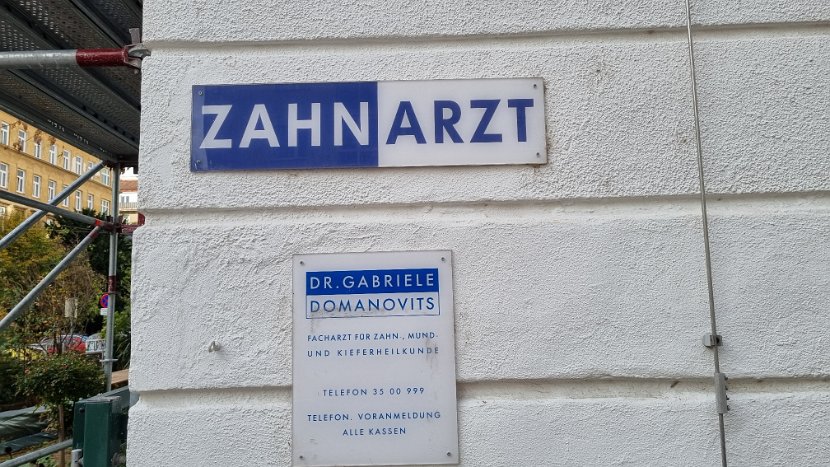 ZAHNARZT
DR. GABRIELE
DOMANOVITS
FACHARZT FÜR ZAHN-, MUND-
UND KIEFERHEILKUNDE
TELEFON 35 00 999
TELEFON. VORANMELDUNG
ALLE KASSEN